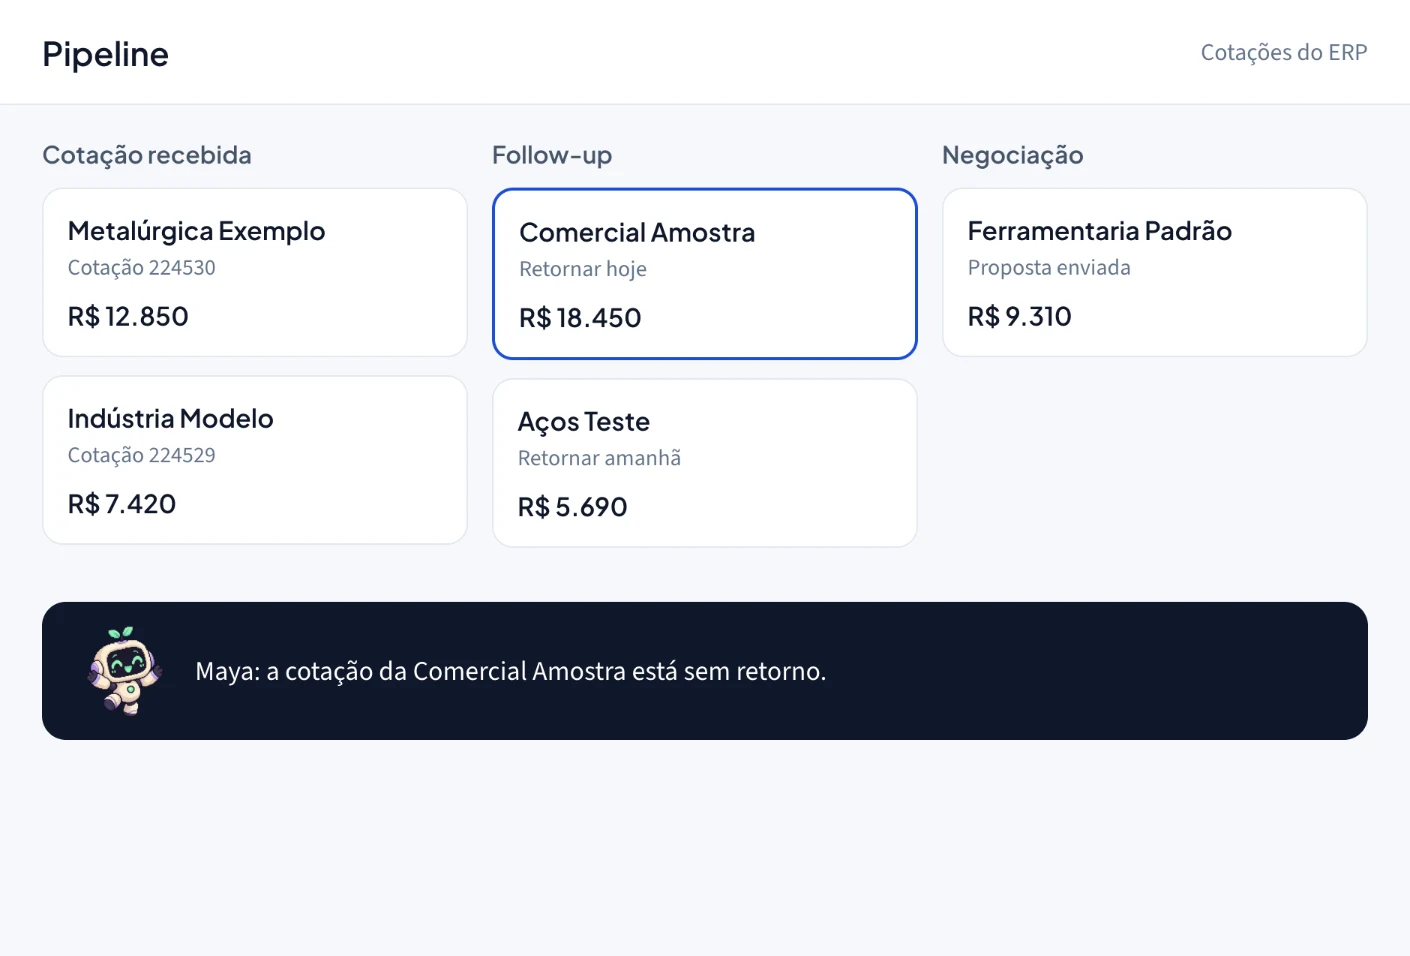 Pipeline
Cotações do ERP
Cotação recebida
Metalúrgica Exemplo
Cotação 224530
R$ 12.850
Indústria Modelo
Cotação 224529
R$ 7.420
Follow-up
Comercial Amostra
Retornar hoje
R$ 18.450
Aços Teste
Retornar amanhã
R$ 5.690
Negociação
Ferramentaria Padrão
Proposta enviada
R$ 9.310
Maya: a cotação da Comercial Amostra está sem retorno.